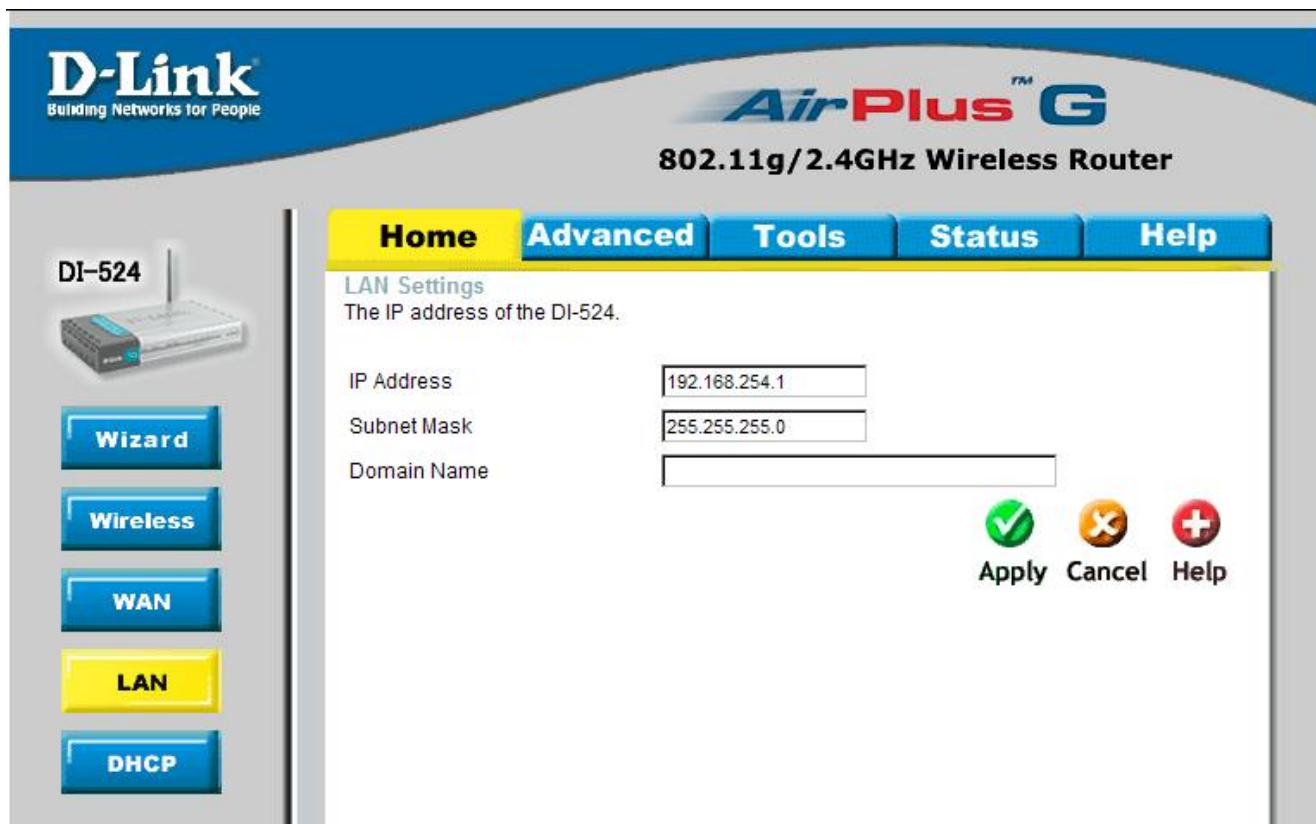 D-Link
Building Networks for People
AirPlus™ G
802.11g/2.4GHz Wireless Router
DI-524
Home Advanced Tools Status Help
LAN Settings
The IP address of the DI-524.
IP Address 192.168.254.1
Subnet Mask 255.255.255.0
Domain Name
Apply Cancel Help
Wizard
Wireless
WAN
LAN
DHCP